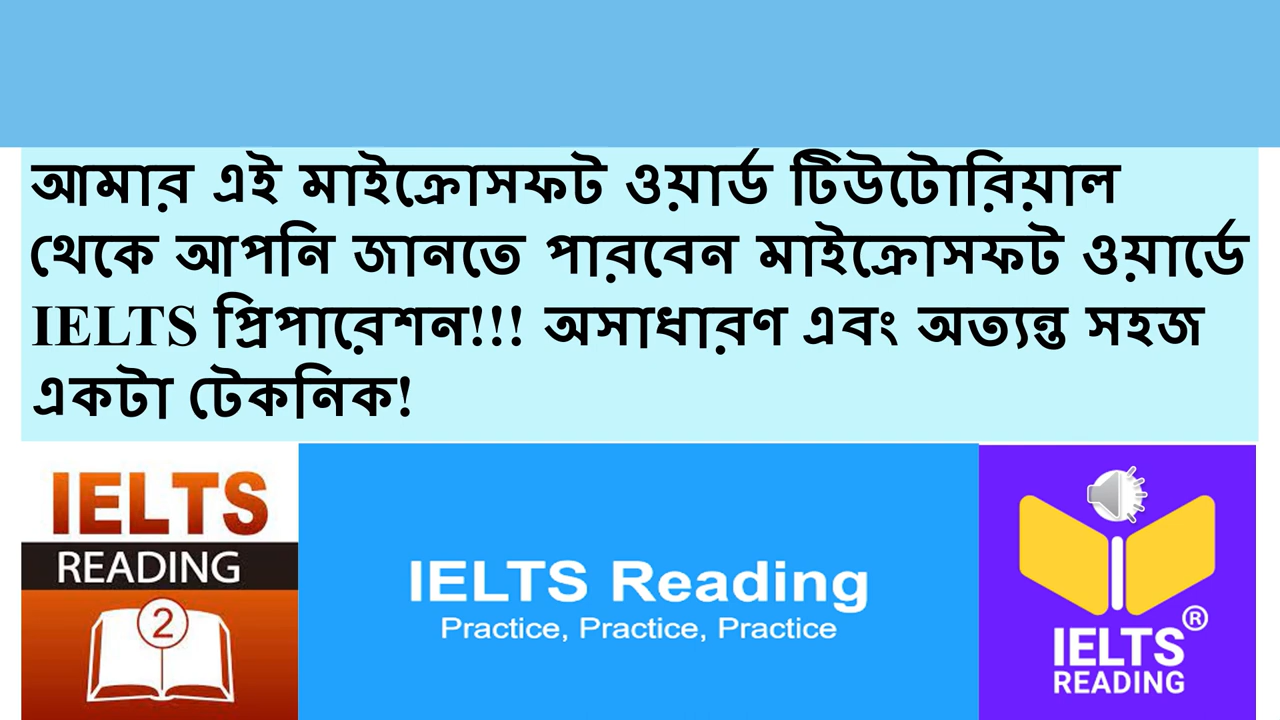 আমার এই মাইক্রোসফট ওয়ার্ড টিউটোরিয়াল
থেকে আপনি জানতে পারবেন মাইক্রোসফট ওয়ার্ডে
IELTS প্রিপারেশন!!! অসাধারণ এবং অত্যন্ত সহজ
একটা টেকনিক!
IELTS
READING
2
IELTS Reading
Practice, Practice, Practice
IELTS®
READING